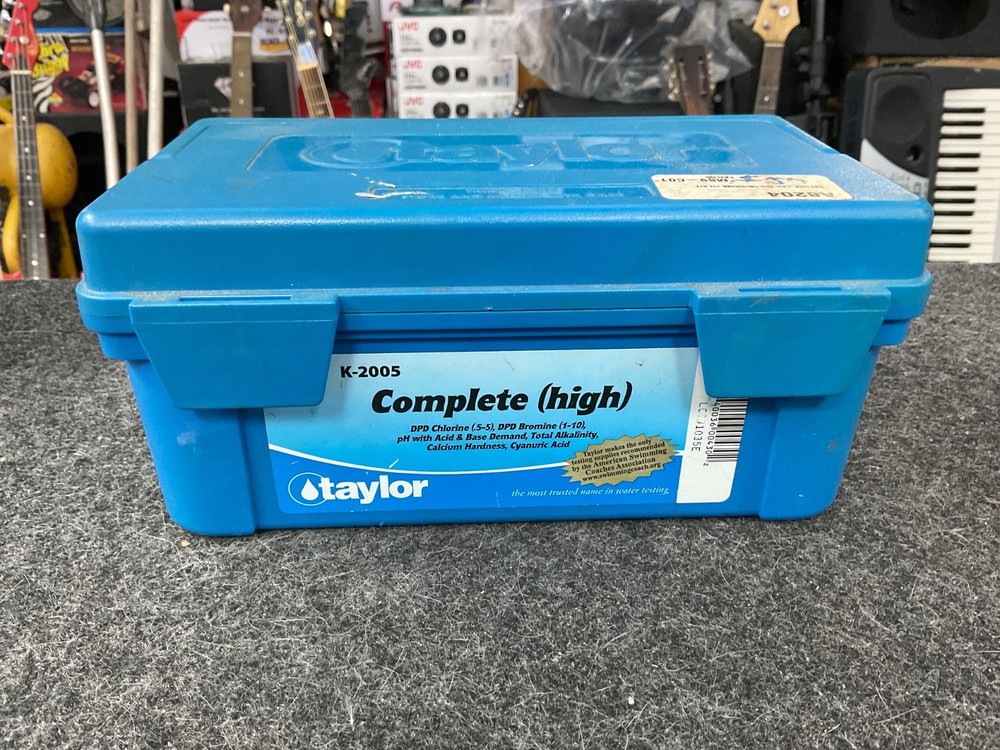 JVC
JVC
JVC
taylor
A8204
K-2005
Complete (high)
DPD Chlorine (.5-5), DPD Bromine (1-10),
pH with Acid & Base Demand, Total Alkalinity,
Calcium Hardness, Cyanuric Acid
Taylor makes the only
testing supplies recommended
by the American Swimming
Coaches Association
www.swimmingcoach.org
taylor
the most trusted name in water testing